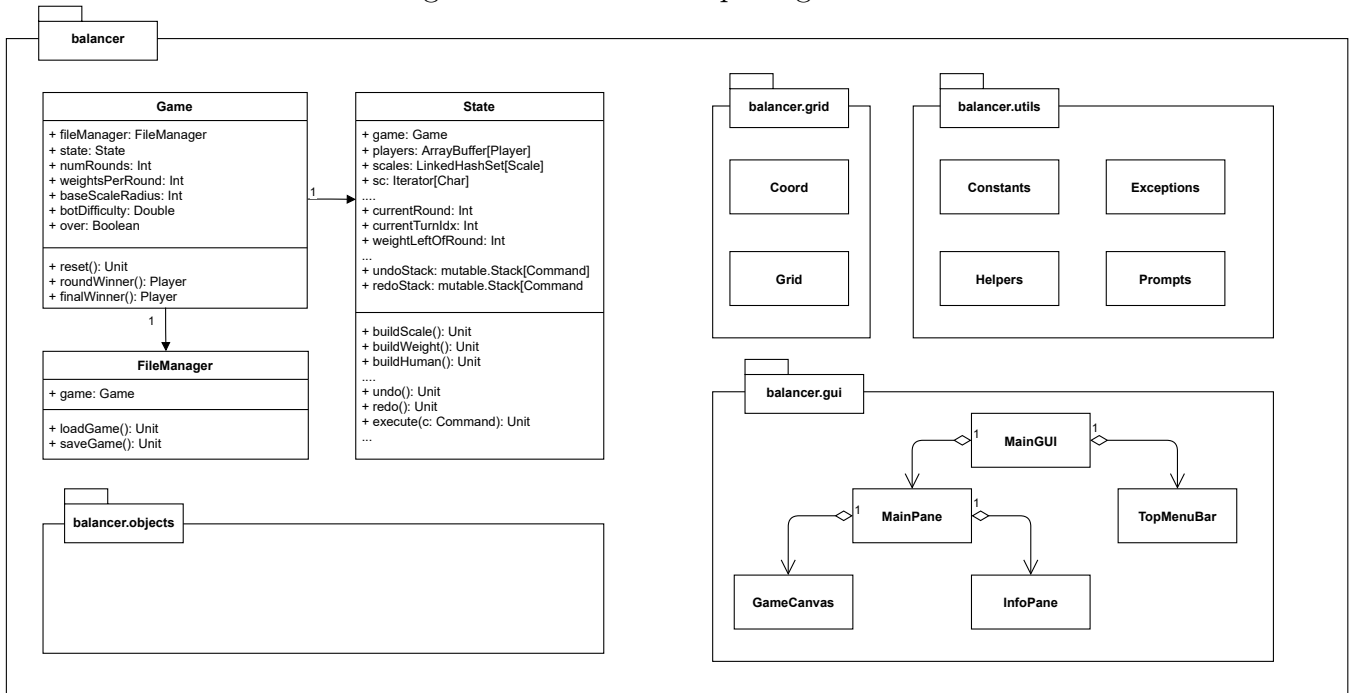 balancer
Game
+ fileManager: FileManager
+ state: State
+ numRounds: Int
+ weightsPerRound: Int
+ baseScaleRadius: Int
+ botDifficulty: Double
+ over: Boolean
+ reset(): Unit
+ roundWinner(): Player
+ finalWinner(): Player
1
1
State
+ game: Game
+ players: ArrayBuffer[Player]
+ scales: LinkedHashSet[Scale]
+ sc: Iterator[Char]
....
+ currentRound: Int
+ currentTurnIdx: Int
+ weightLeftOfRound: Int
...
+ undoStack: mutable.Stack[Command]
+ redoStack: mutable.Stack[Command
+ buildScale(): Unit
+ buildWeight(): Unit
+ buildHuman(): Unit
....
+ undo(): Unit
+ redo(): Unit
+ execute(c: Command): Unit
...
FileManager
+ game: Game
+ loadGame(): Unit
+ saveGame(): Unit
balancer.objects
balancer.grid
Coord
Grid
balancer.utils
Constants
Exceptions
Helpers
Prompts
balancer.gui
1
MainGUI
1
1
MainPane
1
TopMenuBar
GameCanvas
InfoPane